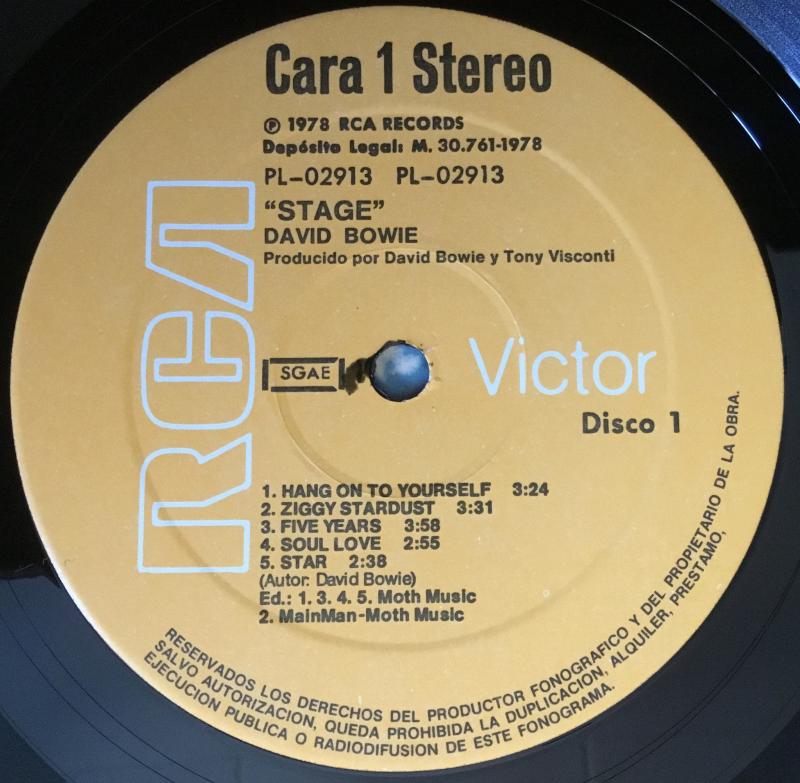 Cara 1 Stereo
℗ 1978 RCA RECORDS
Depósito Legal: M. 30.761-1978
PL-02913 PL-02913
"STAGE"
DAVID BOWIE
Producido por David Bowie y Tony Visconti
RCA
SGAE
Victor
Disco 1
1. HANG ON TO YOURSELF 3:24
2. ZIGGY STARDUST 3:31
3. FIVE YEARS 3:58
4. SOUL LOVE 2:55
5. STAR 2:38
(Autor: David Bowie)
Ed.: 1. 3. 4. 5. Moth Music
2. MainMan-Moth Music
RESERVADOS LOS DERECHOS DEL PRODUCTOR FONOGRAFICO Y DEL PROPIETARIO DE LA OBRA.
SALVO AUTORIZACION, QUEDA PROHIBIDA LA DUPLICACION, ALQUILER, PRESTAMO,
EJECUCION PUBLICA O RADIODIFUSION DE ESTE FONOGRAMA.